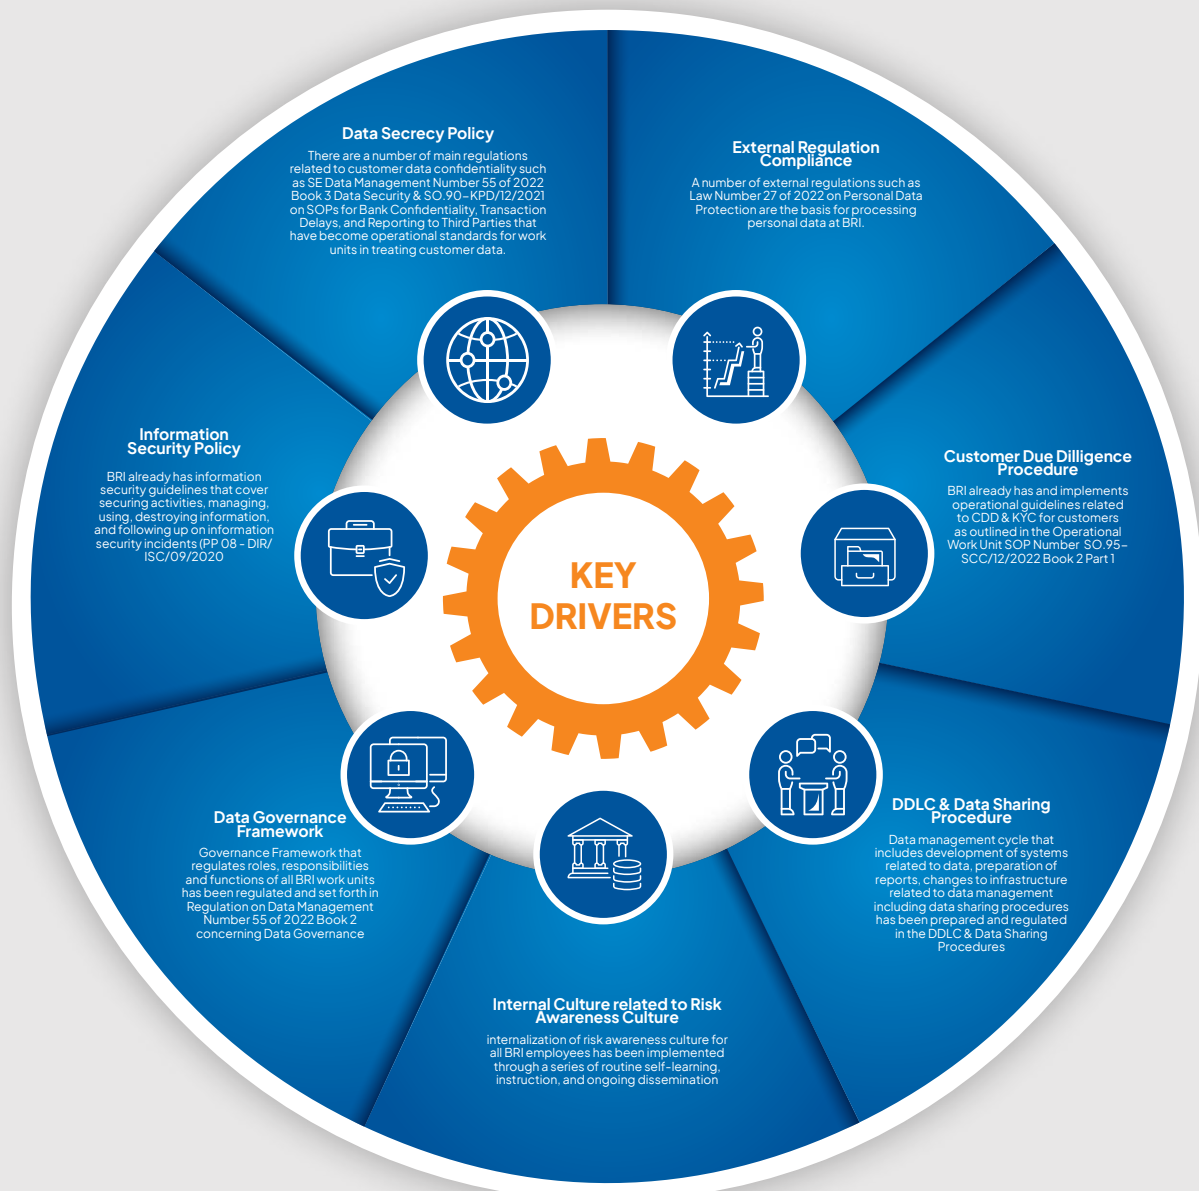 KEY
DRIVERS
External Regulation
Compliance
A number of external regulations such as
Law Number 27 of 2022 on Personal Data
Protection are the basis for processing
personal data at BRI.
Customer Due Dilligence
Procedure
BRI already has and implements
operational guidelines related
to CDD & KYC for customers
as outlined in the Operational
Work Unit SOP Number SO.95–
SCC/12/2022 Book 2 Part 1
DDLC & Data Sharing
Procedure
Data management cycle that
includes development of systems
related to data, preparation of
reports, changes to infrastructure
related to data management
including data sharing procedures
has been prepared and regulated
in the DDLC & Data Sharing
Procedures
Internal Culture related to Risk
Awareness Culture
internalization of risk awareness culture for
all BRI employees has been implemented
through a series of routine self-learning,
instruction, and ongoing dissemination
Data Governance
Framework
Governance Framework that
regulates roles, responsibilities
and functions of all BRI work units
has been regulated and set forth in
Regulation on Data Management
Number 55 of 2022 Book 2
concerning Data Governance
Information
Security Policy
BRI already has information
security guidelines that cover
securing activities, managing,
using, destroying information,
and following up on information
security incidents (PP 08 - DIR/
ISC/09/2020
Data Secrecy Policy
There are a number of main regulations
related to customer data confidentiality such
as SE Data Management Number 55 of 2022
Book 3 Data Security & SO.90–KPD/12/2021
on SOPs for Bank Confidentiality, Transaction
Delays, and Reporting to Third Parties that
have become operational standards for work
units in treating customer data.